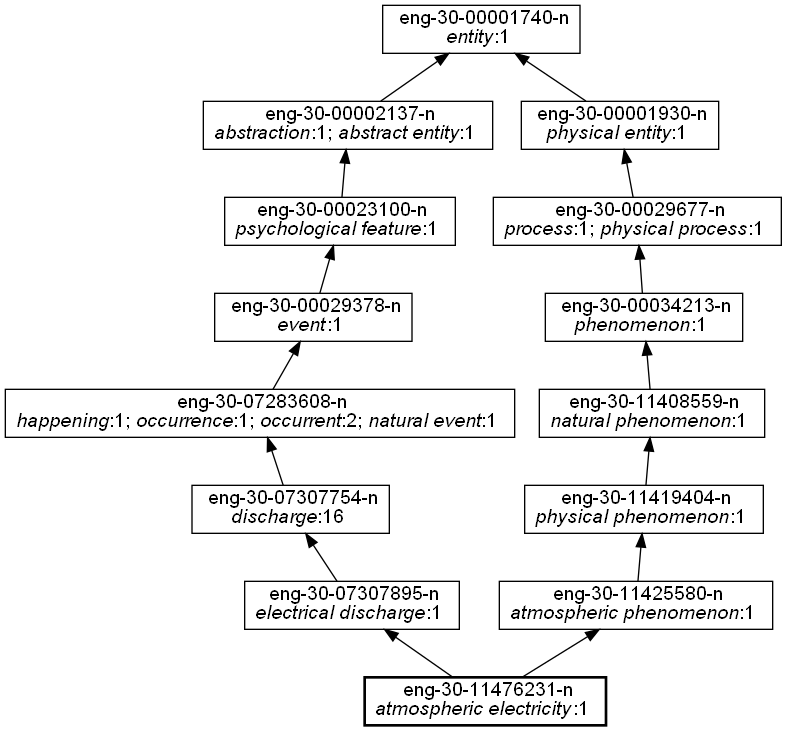 eng-30-00001740-n
entity:1
eng-30-00002137-n
abstraction:1; abstract entity:1
eng-30-00001930-n
physical entity:1
eng-30-00023100-n
psychological feature:1
eng-30-00029677-n
process:1; physical process:1
eng-30-00029378-n
event:1
eng-30-00034213-n
phenomenon:1
eng-30-07283608-n
happening:1; occurrence:1; occurrent:2; natural event:1
eng-30-11408559-n
natural phenomenon:1
eng-30-07307754-n
discharge:16
eng-30-11419404-n
physical phenomenon:1
eng-30-07307895-n
electrical discharge:1
eng-30-11425580-n
atmospheric phenomenon:1
eng-30-11476231-n
atmospheric electricity:1